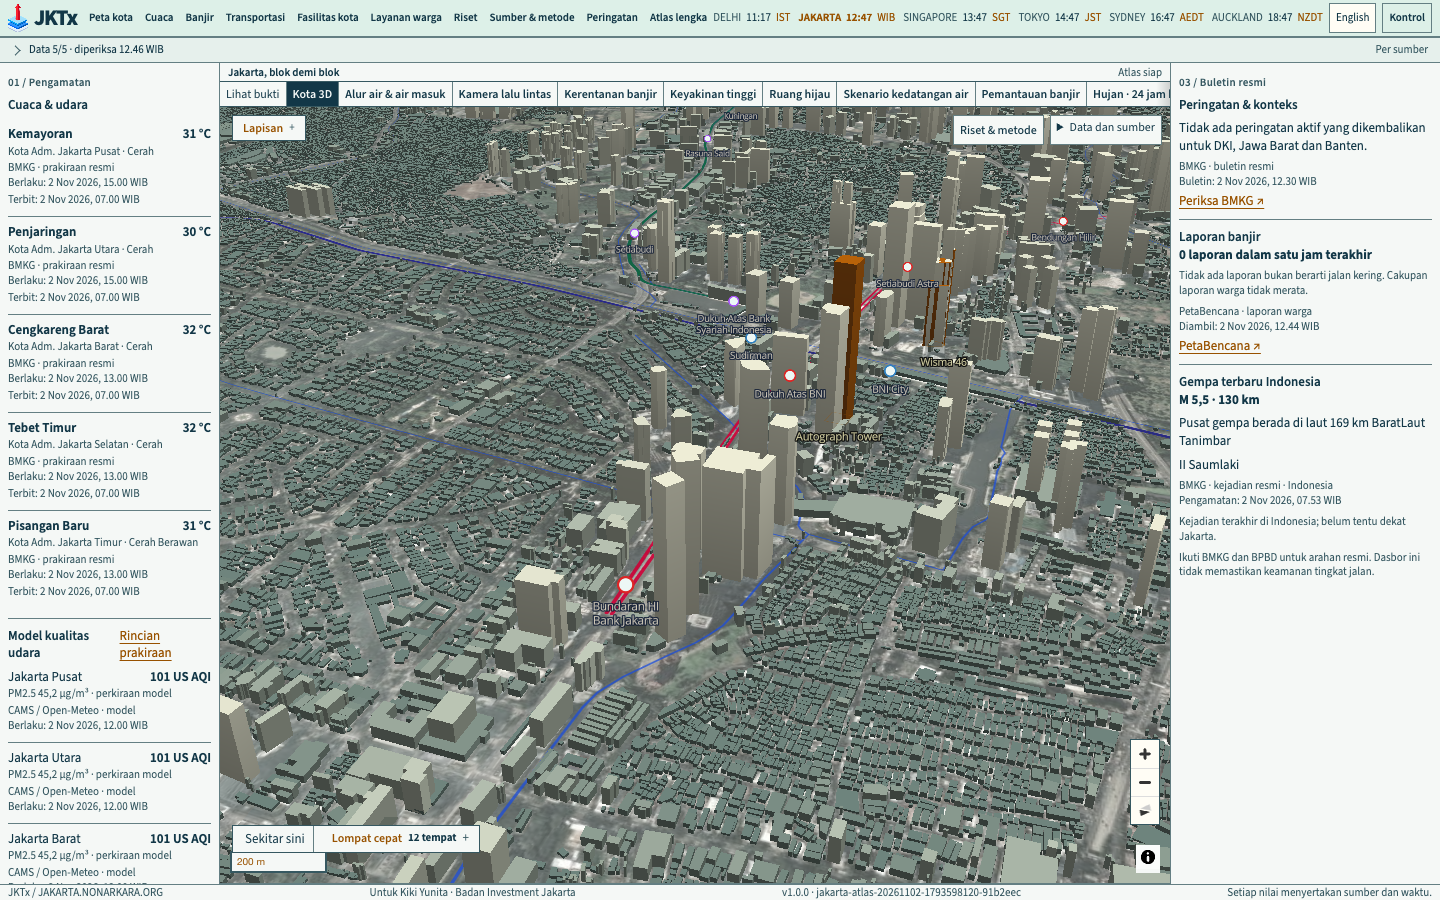 JKTx Peta kota Cuaca Banjir Transportasi Fasilitas kota Layanan warga Riset Sumber & metode Peringatan Atlas lengka DELHI 11:17 IST JAKARTA 12:47 WIB SINGAPORE 13:47 SGT TOKYO 14:47 JST SYDNEY 16:47 AEDT AUCKLAND 18:47 NZDT English Kontrol
Data 5/5 · diperiksa 12.46 WIB
Per sumber
01 / Pengamatan
Cuaca & udara
Kemayoran 31 °C
Kota Adm. Jakarta Pusat · Cerah
BMKG · prakiraan resmi
Berlaku: 2 Nov 2026, 15.00 WIB
Terbit: 2 Nov 2026, 07.00 WIB
Penjaringan 30 °C
Kota Adm. Jakarta Utara · Cerah
BMKG · prakiraan resmi
Berlaku: 2 Nov 2026, 15.00 WIB
Terbit: 2 Nov 2026, 07.00 WIB
Cengkareng Barat 32 °C
Kota Adm. Jakarta Barat · Cerah
BMKG · prakiraan resmi
Berlaku: 2 Nov 2026, 13.00 WIB
Terbit: 2 Nov 2026, 07.00 WIB
Tebet Timur 32 °C
Kota Adm. Jakarta Selatan · Cerah
BMKG · prakiraan resmi
Berlaku: 2 Nov 2026, 13.00 WIB
Terbit: 2 Nov 2026, 07.00 WIB
Pisangan Baru 31 °C
Kota Adm. Jakarta Timur · Cerah Berawan
BMKG · prakiraan resmi
Berlaku: 2 Nov 2026, 13.00 WIB
Terbit: 2 Nov 2026, 07.00 WIB
Model kualitas udara
Rincian prakiraan
Jakarta Pusat 101 US AQI
PM2.5 45,2 µg/m³ · perkiraan model
CAMS / Open-Meteo · model
Berlaku: 2 Nov 2026, 12.00 WIB
Jakarta Utara 101 US AQI
PM2.5 45,2 µg/m³ · perkiraan model
CAMS / Open-Meteo · model
Berlaku: 2 Nov 2026, 12.00 WIB
Jakarta Barat 101 US AQI
PM2.5 45,2 µg/m³ · perkiraan model
CAMS / Open-Meteo · model
Jakarta, blok demi blok
Atlas siap
Lihat bukti Kota 3D Alur air & air masuk Kamera lalu lintas Kerentanan banjir Keyakinan tinggi Ruang hijau Skenario kedatangan air Pemantauan banjir Hujan · 24 jam
Lapisan +
Riset & metode
Data dan sumber
Kuningan
Rasuna Said
Setiabudi
Bendungan Hilir
Setiabudi Astra
Dukuh Atas Bank
Syariah Indonesia
Sudirman
Wisma 46
Dukuh Atas BNI
BNI City
Autograph Tower
Bundaran HI
Bank Jakarta
Sekitar sini
Lompat cepat 12 tempat +
200 m
03 / Buletin resmi
Peringatan & konteks
Tidak ada peringatan aktif yang dikembalikan
untuk DKI, Jawa Barat dan Banten.
BMKG · buletin resmi
Buletin: 2 Nov 2026, 12.30 WIB
Periksa BMKG ↗
Laporan banjir
0 laporan dalam satu jam terakhir
Tidak ada laporan bukan berarti jalan kering. Cakupan
laporan warga tidak merata.
PetaBencana · laporan warga
Diambil: 2 Nov 2026, 12.44 WIB
PetaBencana ↗
Gempa terbaru Indonesia
M 5,5 · 130 km
Pusat gempa berada di laut 169 km BaratLaut
Tanimbar
II Saumlaki
BMKG · kejadian resmi · Indonesia
Pengamatan: 2 Nov 2026, 07.53 WIB
Kejadian terakhir di Indonesia; belum tentu dekat
Jakarta.
Ikuti BMKG dan BPBD untuk arahan resmi. Dasbor ini
tidak memastikan keamanan tingkat jalan.
JKTx / JAKARTA.NONARKARA.ORG
Untuk Kiki Yunita · Badan Investment Jakarta
v1.0.0 · jakarta-atlas-20261102-1793598120-91b2eec
Setiap nilai menyertakan sumber dan waktu.